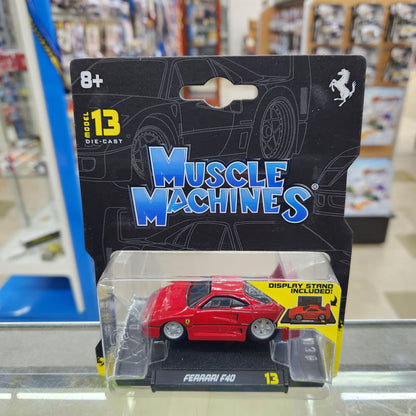 8+
MODEL
13
DIE-CAST
MUSCLE
MACHINES®
DISPLAY STAND
INCLUDED!
FERRARI F40
13